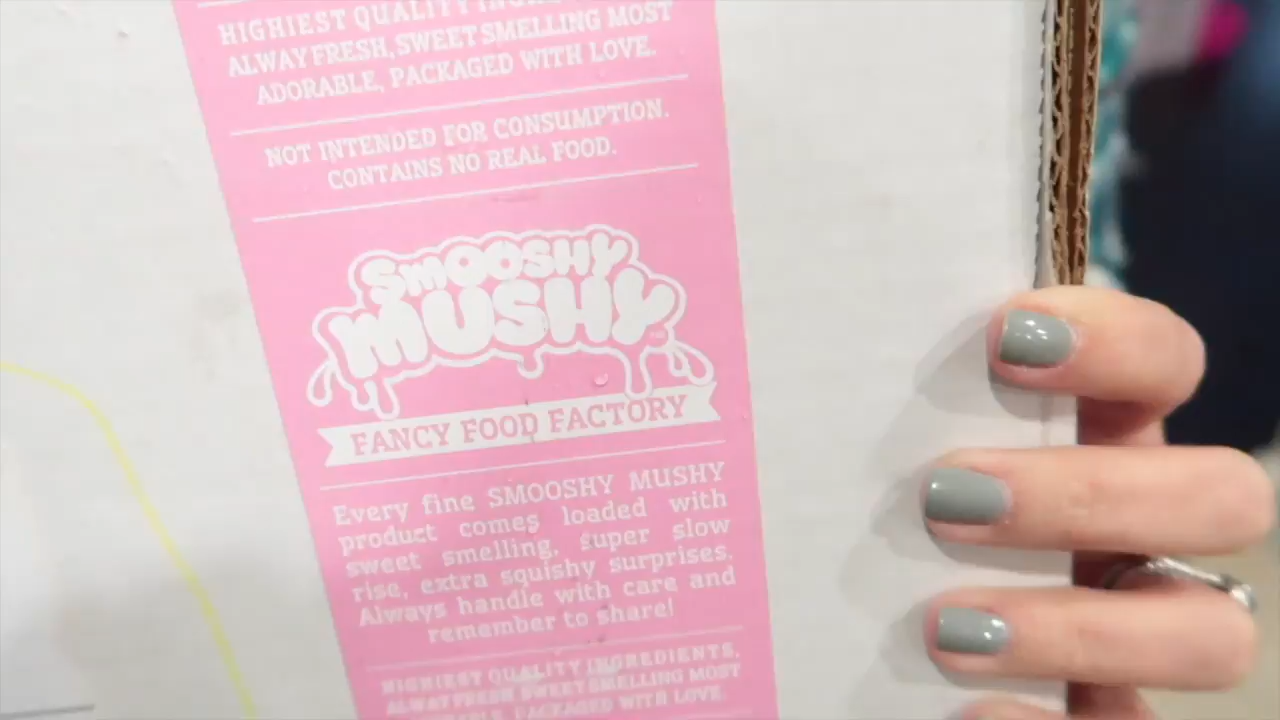 HIGHIEST QUALITY
ALWAY FRESH, SWEET SMELLING MOST
ADORABLE, PACKAGED WITH LOVE.
NOT INTENDED FOR CONSUMPTION.
CONTAINS NO REAL FOOD.
SMOOSHY
MUSHY
FANCY FOOD FACTORY
Every fine SMOOSHY MUSHY
product comes loaded with
sweet smelling, super slow
rise, extra squishy surprises.
Always handle with care and
remember to share!
HIGHIEST QUALITY INGREDIENTS,
ALWAY FRESH SWEET SMELLING MOST
PACKAGED WITH LOVE.